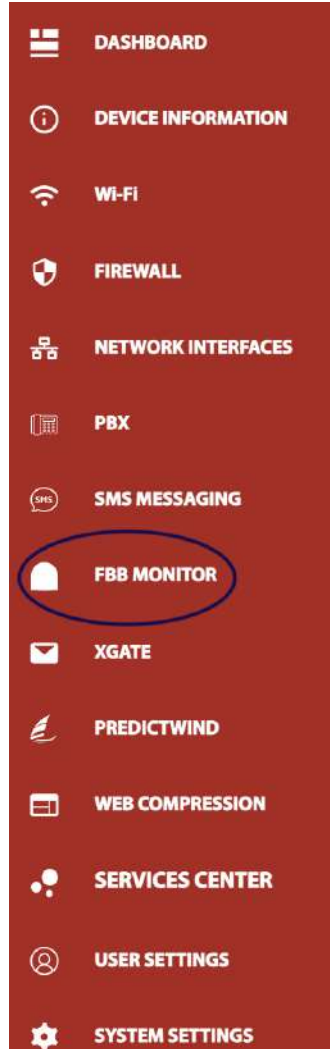 DASHBOARD
DEVICE INFORMATION
Wi-Fi
FIREWALL
NETWORK INTERFACES
PBX
SMS
SMS MESSAGING
FBB MONITOR
XGATE
PREDICTWIND
WEB COMPRESSION
SERVICES CENTER
USER SETTINGS
SYSTEM SETTINGS